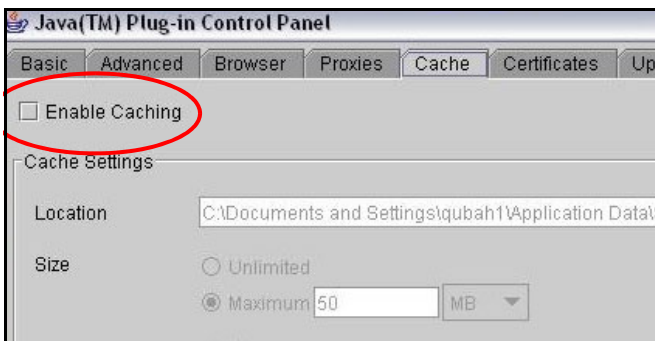 Java(TM) Plug-in Control Panel
Basic Advanced Browser Proxies Cache Certificates Up
Enable Caching
Cache Settings
Location C:\Documents and Settings\qubah1\Application Data\
Size Unlimited
Maximum 50 MB